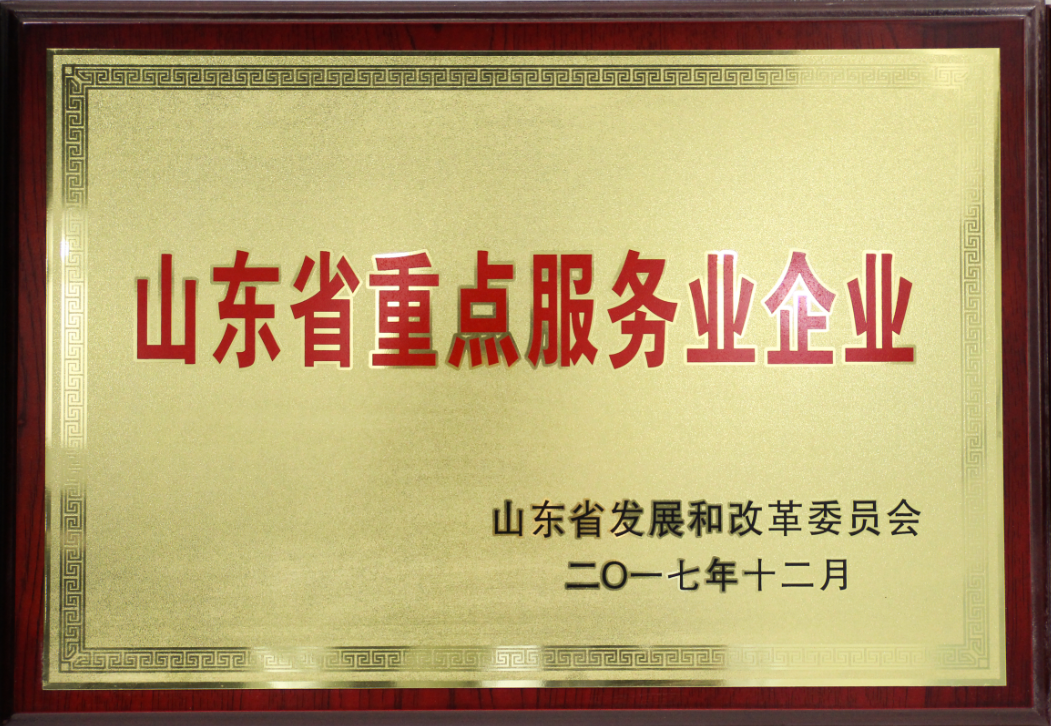 山东省重点服务业企业
山东省发展和改革委员会
二〇一七年十二月